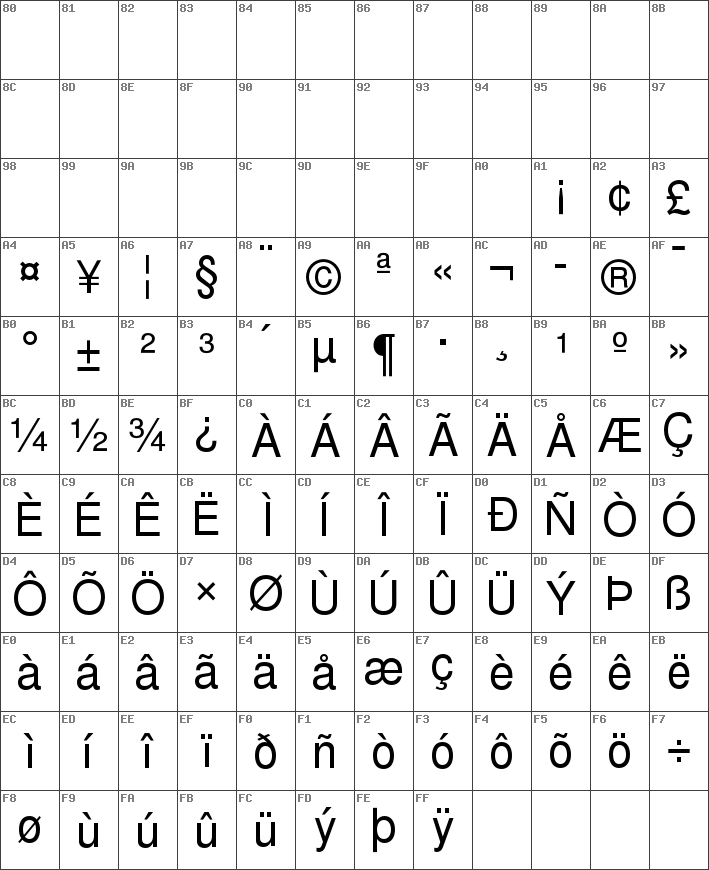 80 81 82 83 84 85 86 87 88 89 8A 8B
8C 8D 8E 8F 90 91 92 93 94 95 96 97
98 99 9A 9B 9C 9D 9E 9F A0 A1 A2 A3
¡ ¢ £
A4 A5 A6 A7 A8 A9 AA AB AC AD AE AF
¤ ¥ ¦ § ¨ © ª « ¬ - ® ¯
B0 B1 B2 B3 B4 B5 B6 B7 B8 B9 BA BB
° ± ² ³ ´ µ ¶ · ¸ ¹ º »
BC BD BE BF C0 C1 C2 C3 C4 C5 C6 C7
¼ ½ ¾ ¿ À Á Â Ã Ä Å Æ Ç
C8 C9 CA CB CC CD CE CF D0 D1 D2 D3
È É Ê Ë Ì Í Î Ï Ð Ñ Ò Ó
D4 D5 D6 D7 D8 D9 DA DB DC DD DE DF
Ô Õ Ö × Ø Ù Ú Û Ü Ý Þ ß
E0 E1 E2 E3 E4 E5 E6 E7 E8 E9 EA EB
à á â ã ä å æ ç è é ê ë
EC ED EE EF F0 F1 F2 F3 F4 F5 F6 F7
ì í î ï ð ñ ò ó ô õ ö ÷
F8 F9 FA FB FC FD FE FF
ø ù ú û ü ý þ ÿ